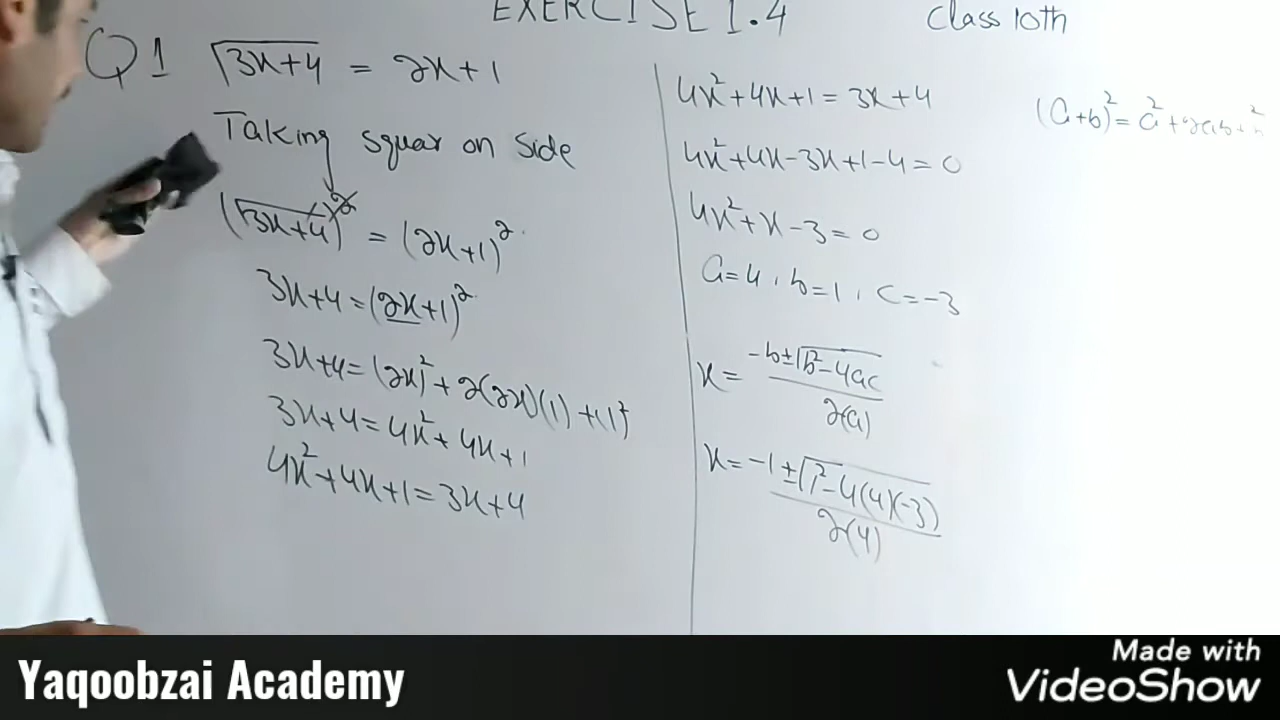 EXERCISE 1.4
Class 10th
Q1 √3x+4 = 2x+1
Taking squar on side
(√3x+4)² = (2x+1)²
3x+4=(2x+1)²
3x+4=(2x)²+2(2x)(1)+(1)²
3x+4=4x²+4x+1
4x²+4x+1=3x+4
4x²+4x+1=3x+4
4x²+4x-3x+1-4=0
4x²+x-3=0
a=4, b=1, c=-3
x= -b±√b²-4ac / 2(a)
x= -1±√1²-4(4)(-3) / 2(4)
(a+b)²=a²+2ab+b²
Yaqoobzai Academy
Made with
VideoShow